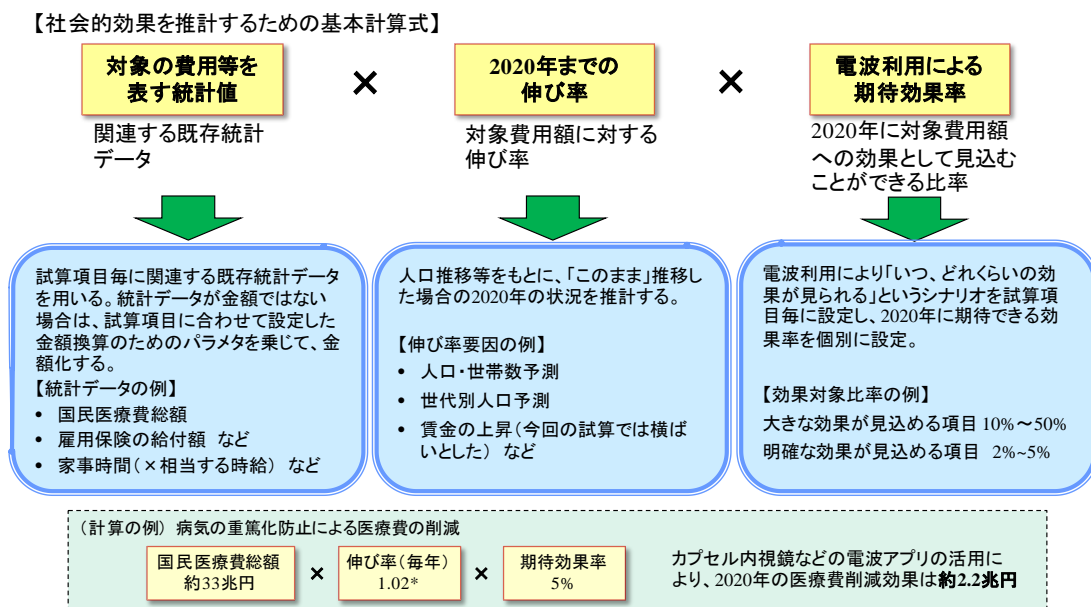 【社会的効果を推計するための基本計算式】
対象の費用等を
表す統計値
×
2020年までの
伸び率
×
電波利用による
期待効果率
関連する既存統計
データ
対象費用額に対する
伸び率
2020年に対象費用額
への効果として見込む
ことができる比率
試算項目毎に関連する既存統計データ
を用いる。統計データが金額ではない
場合は、試算項目に合わせて設定した
金額換算のためのパラメタを乗じて、金
額化する。
【統計データの例】
• 国民医療費総額
• 雇用保険の給付額 など
• 家事時間(×相当する時給) など
人口推移等をもとに、「このまま」推移し
た場合の2020年の状況を推計する。
【伸び率要因の例】
• 人口・世帯数予測
• 世代別人口予測
• 賃金の上昇(今回の試算では横ば
いとした) など
電波利用により「いつ、どれくらいの効
果が見られる」というシナリオを試算項
目毎に設定し、2020年に期待できる効
果率を個別に設定。
【効果対象比率の例】
大きな効果が見込める項目 10%~50%
明確な効果が見込める項目 2%~5%
(計算の例) 病気の重篤化防止による医療費の削減
国民医療費総額
約33兆円
×
伸び率(毎年)
1.02*
×
期待効果率
5%
カプセル内視鏡などの電波アプリの活用に
より、2020年の医療費削減効果は約2.2兆円